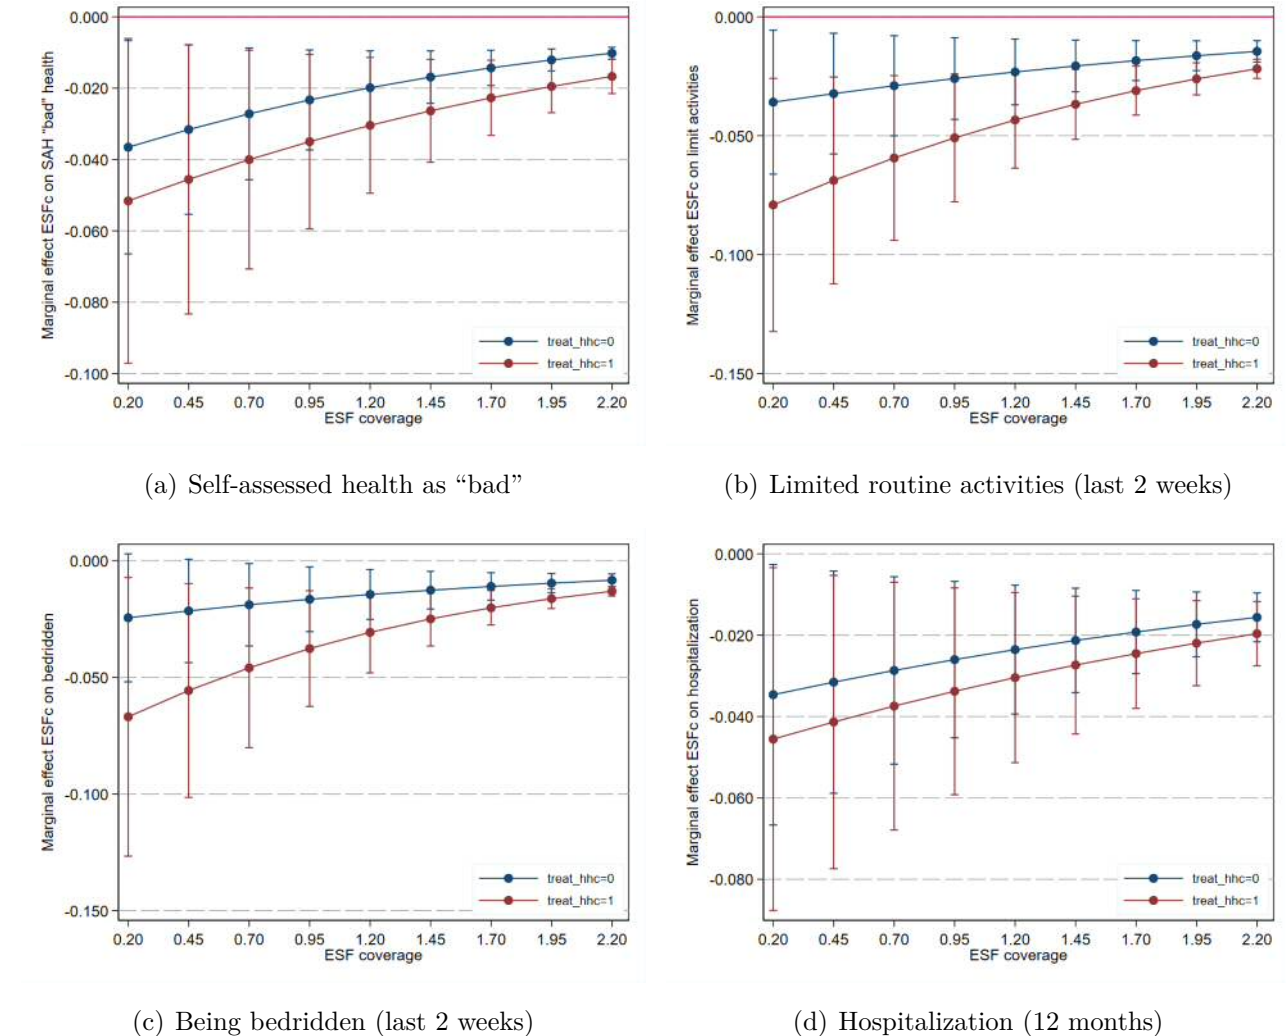 Marginal effect ESFc on SAH "bad" health
0.000
-0.020
-0.040
-0.060
-0.080
-0.100
treat_hhc=0
treat_hhc=1
0.20 0.45 0.70 0.95 1.20 1.45 1.70 1.95 2.20
ESF coverage
(a) Self-assessed health as “bad”
Marginal effect ESFc on limit activities
0.000
-0.050
-0.100
-0.150
treat_hhc=0
treat_hhc=1
0.20 0.45 0.70 0.95 1.20 1.45 1.70 1.95 2.20
ESF coverage
(b) Limited routine activities (last 2 weeks)
Marginal effect ESFc on bedridden
0.000
-0.050
-0.100
-0.150
treat_hhc=0
treat_hhc=1
0.20 0.45 0.70 0.95 1.20 1.45 1.70 1.95 2.20
ESF coverage
(c) Being bedridden (last 2 weeks)
Marginal effect ESFc on hospitalization
0.000
-0.020
-0.040
-0.060
-0.080
treat_hhc=0
treat_hhc=1
0.20 0.45 0.70 0.95 1.20 1.45 1.70 1.95 2.20
ESF coverage
(d) Hospitalization (12 months)